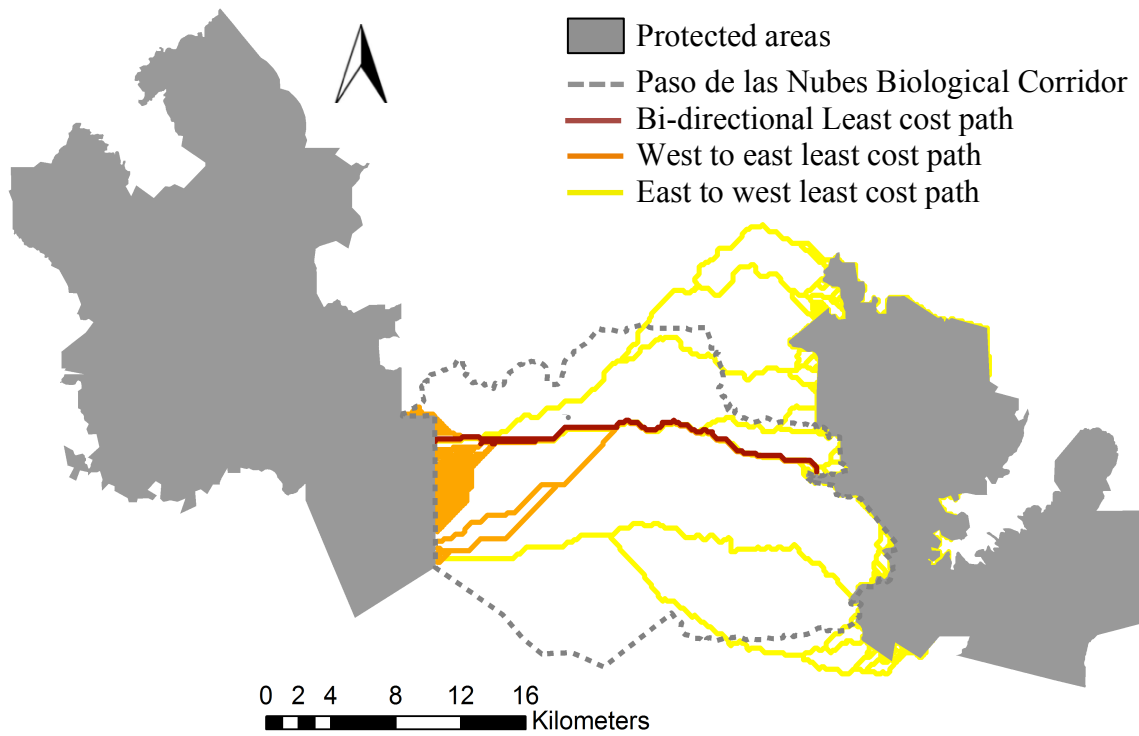 Protected areas
Paso de las Nubes Biological Corridor
Bi-directional Least cost path
West to east least cost path
East to west least cost path
0 2 4 8 12 16
Kilometers